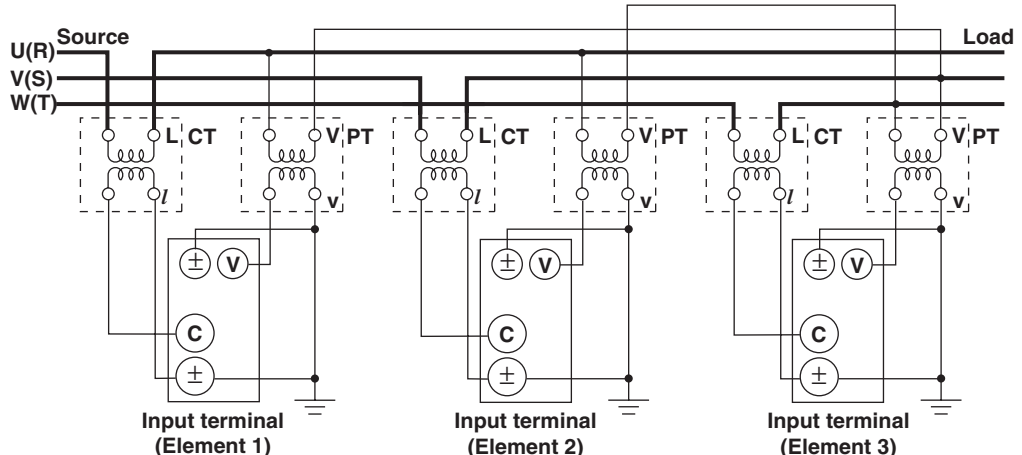 Source
Load
U(R)
V(S)
W(T)
L CT
V PT
L CT
V PT
L CT
V PT
l
v
l
v
l
v
± V
± V
± V
C
C
C
±
±
±
Input terminal
(Element 1)
Input terminal
(Element 2)
Input terminal
(Element 3)